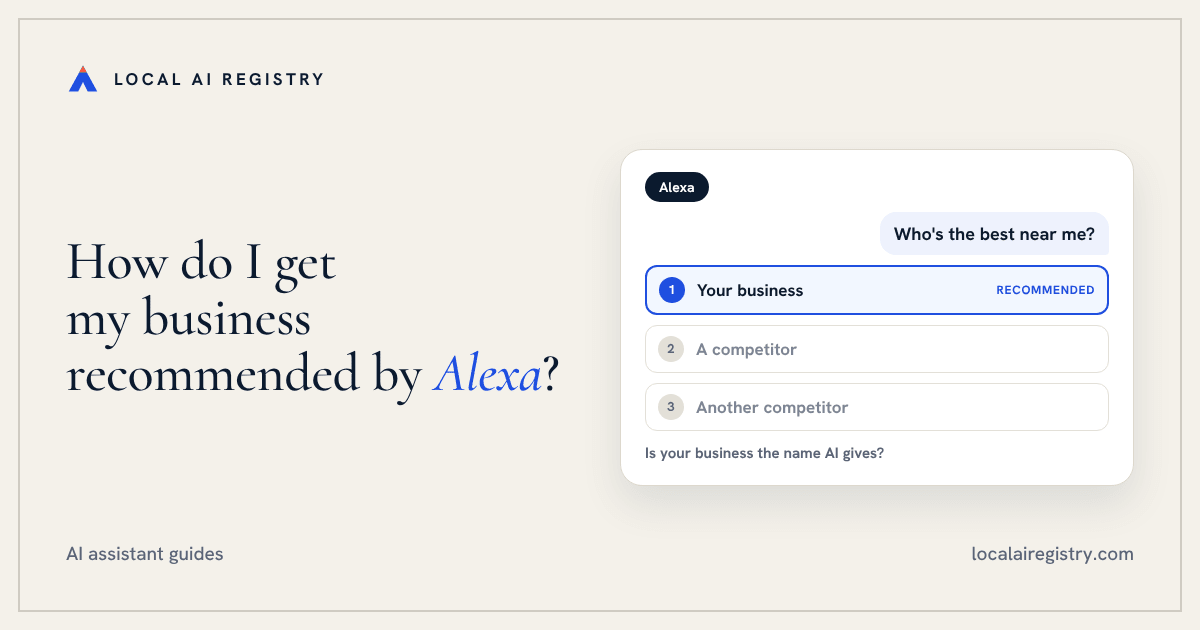 LOCAL AI REGISTRY
How do I get
my business
recommended by Alexa?
Alexa
Who's the best near me?
1 Your business RECOMMENDED
2 A competitor
3 Another competitor
Is your business the name AI gives?
AI assistant guides
localairegistry.com